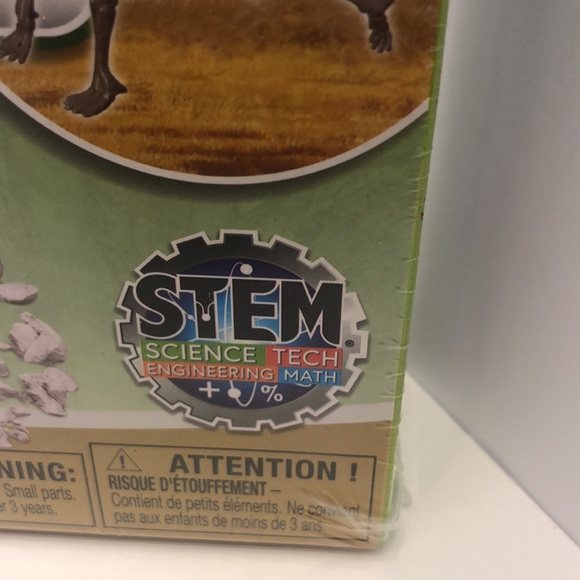 STEM®
SCIENCE TECH
ENGINEERING MATH
+ %
NING:
Small parts.
3 years.
ATTENTION !
RISQUE D'ÉTOUFFEMENT –
Contient de petits éléments. Ne convient
pas aux enfants de moins de 3 ans.